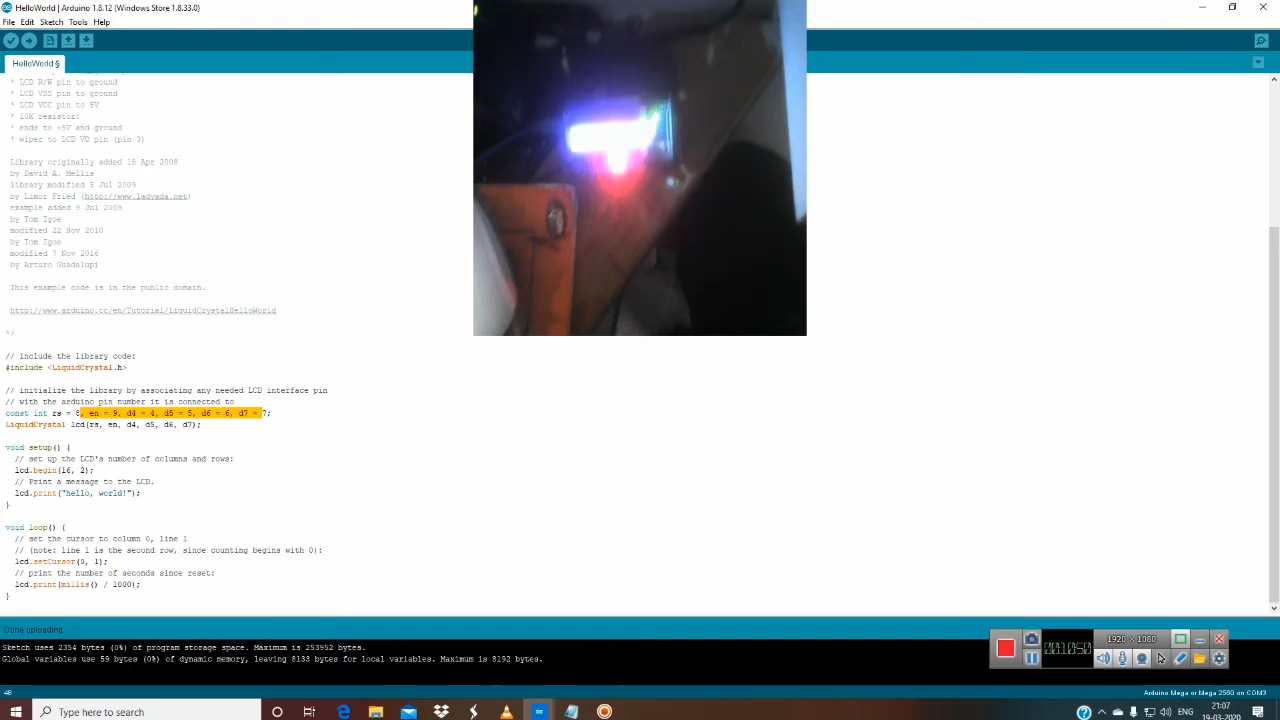 HelloWorld | Arduino 1.8.12 (Windows Store 1.8.33.0)
File Edit Sketch Tools Help
HelloWorld §
* LCD R/W pin to ground
* LCD VSS pin to ground
* LCD VCC pin to 5V
* 10K resistor:
* ends to +5V and ground
* wiper to LCD VO pin (pin 3)
Library originally added 18 Apr 2008
by David A. Mellis
library modified 5 Jul 2009
by Limor Fried (http://www.ladyada.net)
example added 9 Jul 2009
by Tom Igoe
modified 22 Nov 2010
by Tom Igoe
modified 7 Nov 2016
by Arturo Guadalupi
This example code is in the public domain.
http://www.arduino.cc/en/Tutorial/LiquidCrystalHelloWorld
*/
// include the library code:
#include <LiquidCrystal.h>
// initialize the library by associating any needed LCD interface pin
// with the arduino pin number it is connected to
const int rs = 8, en = 9, d4 = 4, d5 = 5, d6 = 6, d7 = 7;
LiquidCrystal lcd(rs, en, d4, d5, d6, d7);
void setup() {
// set up the LCD's number of columns and rows:
lcd.begin(16, 2);
// Print a message to the LCD.
lcd.print("hello, world!");
}
void loop() {
// set the cursor to column 0, line 1
// (note: line 1 is the second row, since counting begins with 0):
lcd.setCursor(0, 1);
// print the number of seconds since reset:
lcd.print(millis() / 1000);
}
Done uploading.
Sketch uses 2354 bytes (0%) of program storage space. Maximum is 253952 bytes.
Global variables use 59 bytes (0%) of dynamic memory, leaving 8133 bytes for local variables. Maximum is 8192 bytes.
1920 × 1080
48
Arduino Mega or Mega 2560 on COM3
Type here to search
ENG
21:07
19-03-2020